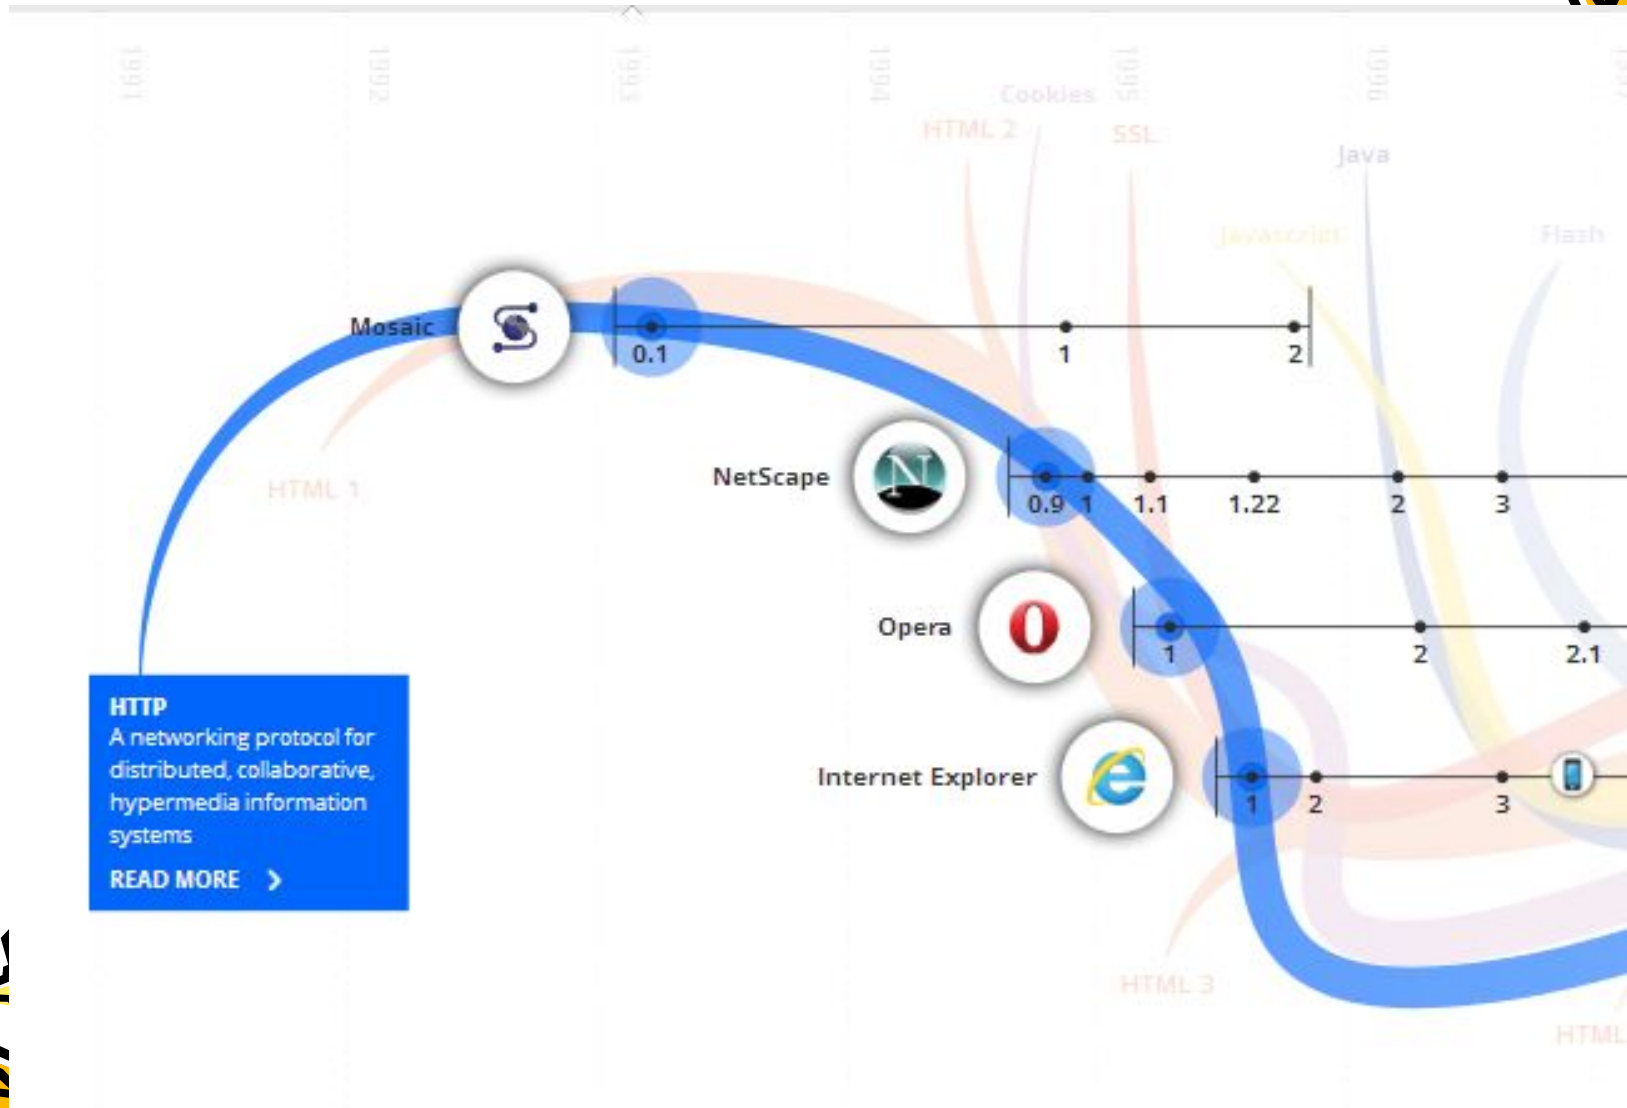 1991
1992
1993
1994
1995
1996
Cookies
HTML 2
SSL
Java
Javascript
Flash
Mosaic
0.1
1
2
HTML 1
NetScape
0.9
1
1.1
1.22
2
3
Opera
1
2
2.1
HTTP
A networking protocol for
distributed, collaborative,
hypermedia information
systems
READ MORE
Internet Explorer
1
2
3
HTML 3
HTML